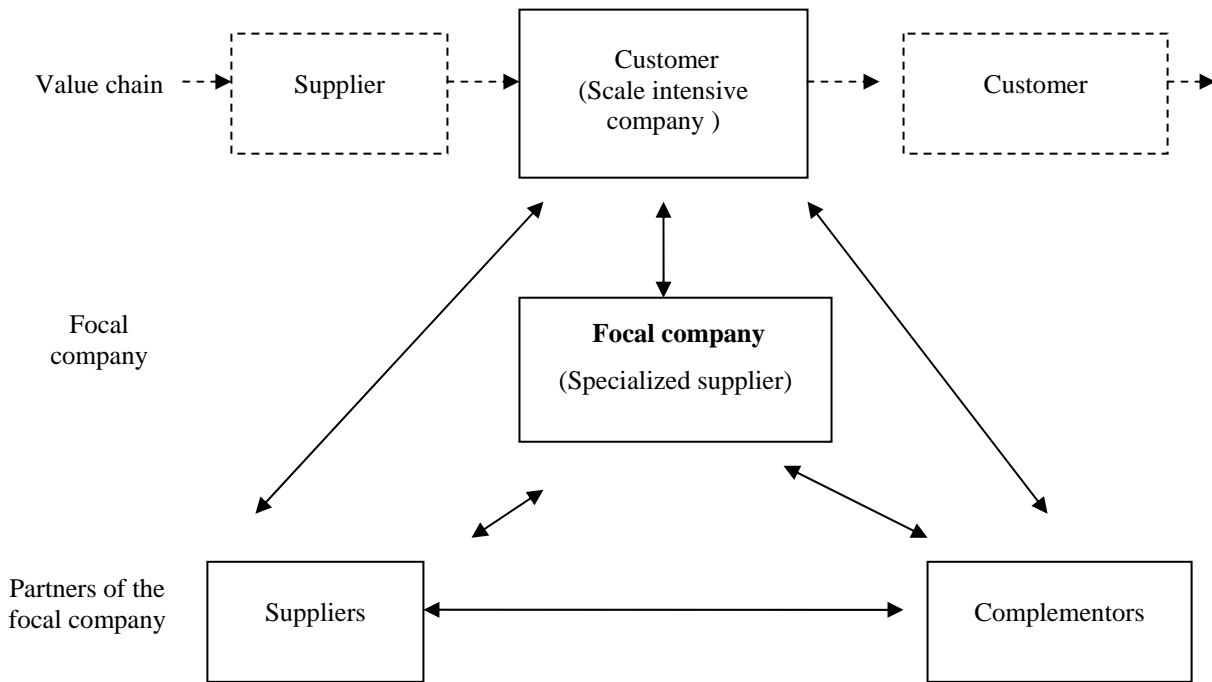 Value chain
Supplier
Customer
(Scale intensive
company )
Customer
Focal
company
Focal company
(Specialized supplier)
Partners of the
focal company
Suppliers
Complementors